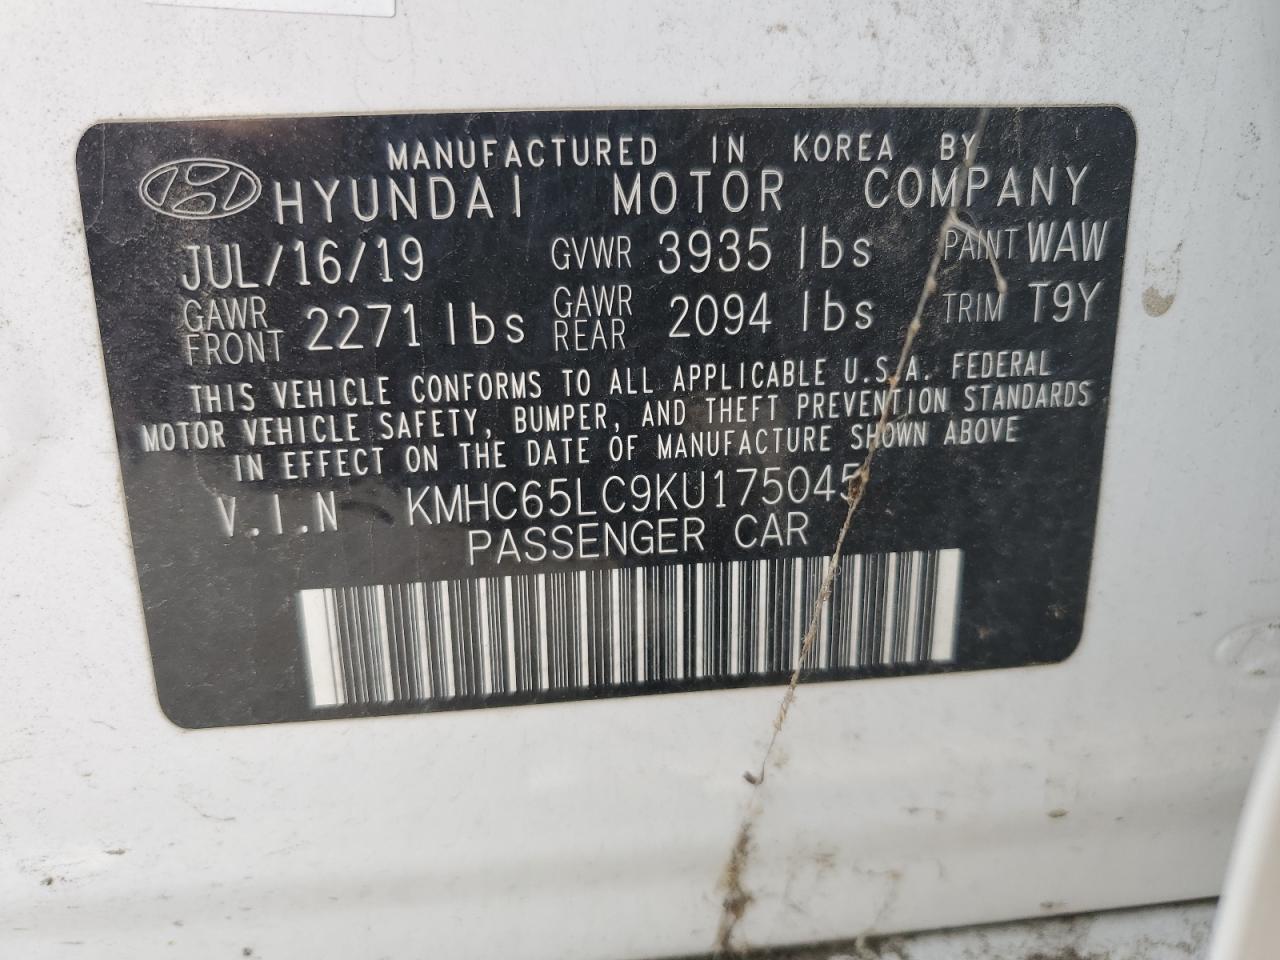 MANUFACTURED IN KOREA BY
HYUNDAI MOTOR COMPANY
JUL/16/19 GVWR 3935 lbs PAINT WAW
GAWR FRONT 2271 lbs GAWR REAR 2094 lbs TRIM T9Y
THIS VEHICLE CONFORMS TO ALL APPLICABLE U.S.A. FEDERAL
MOTOR VEHICLE SAFETY, BUMPER, AND THEFT PREVENTION STANDARDS
IN EFFECT ON THE DATE OF MANUFACTURE SHOWN ABOVE
V.I.N KMHC65LC9KU175045
PASSENGER CAR